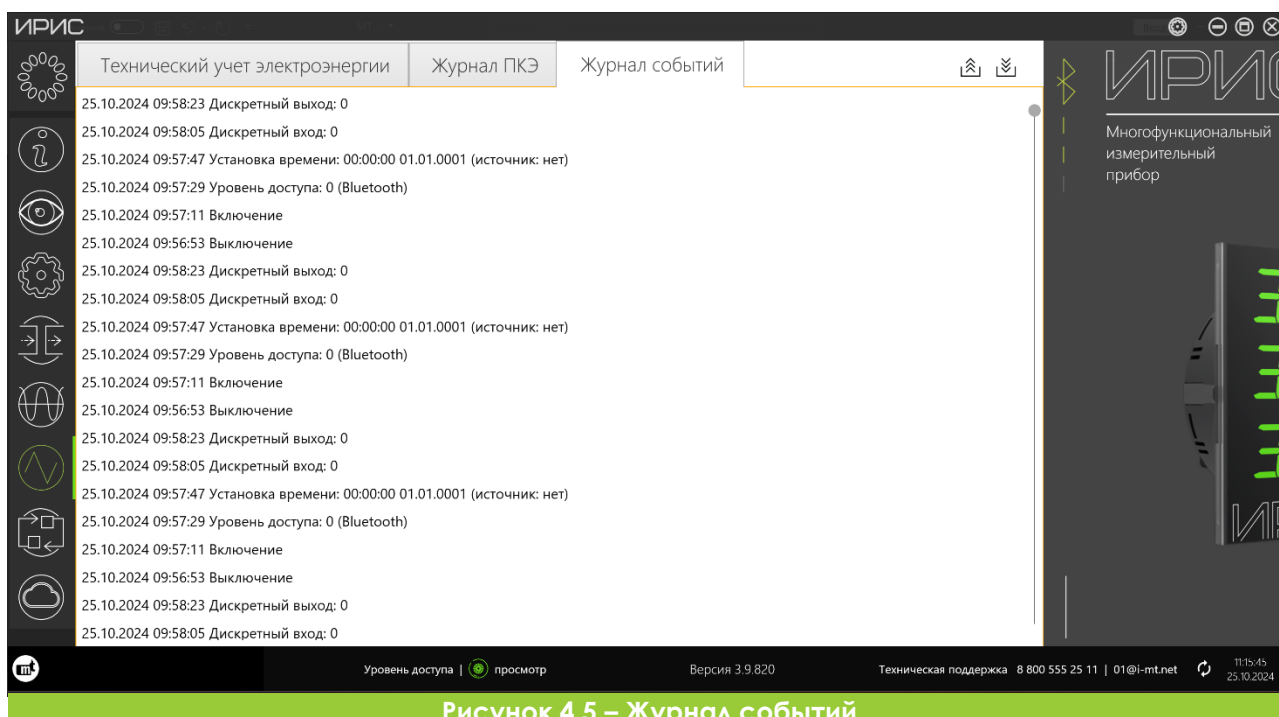 ИРИС
Технический учет электроэнергии
Журнал ПКЭ
Журнал событий
25.10.2024 09:58:23 Дискретный выход: 0
25.10.2024 09:58:05 Дискретный вход: 0
25.10.2024 09:57:47 Установка времени: 00:00:00 01.01.0001 (источник: нет)
25.10.2024 09:57:29 Уровень доступа: 0 (Bluetooth)
25.10.2024 09:57:11 Включение
25.10.2024 09:56:53 Выключение
25.10.2024 09:58:23 Дискретный выход: 0
25.10.2024 09:58:05 Дискретный вход: 0
25.10.2024 09:57:47 Установка времени: 00:00:00 01.01.0001 (источник: нет)
25.10.2024 09:57:29 Уровень доступа: 0 (Bluetooth)
25.10.2024 09:57:11 Включение
25.10.2024 09:56:53 Выключение
25.10.2024 09:58:23 Дискретный выход: 0
25.10.2024 09:58:05 Дискретный вход: 0
25.10.2024 09:57:47 Установка времени: 00:00:00 01.01.0001 (источник: нет)
25.10.2024 09:57:29 Уровень доступа: 0 (Bluetooth)
25.10.2024 09:57:11 Включение
25.10.2024 09:56:53 Выключение
25.10.2024 09:58:23 Дискретный выход: 0
25.10.2024 09:58:05 Дискретный вход: 0
ИРИС
Многофункциональный
измерительный
прибор
mt
Уровень доступа | просмотр
Версия 3.9.820
Техническая поддержка 8 800 555 25 11 | 01@i-mt.net
11:15:45
25.10.2024
Рисунок 4.5 – Журнал событий